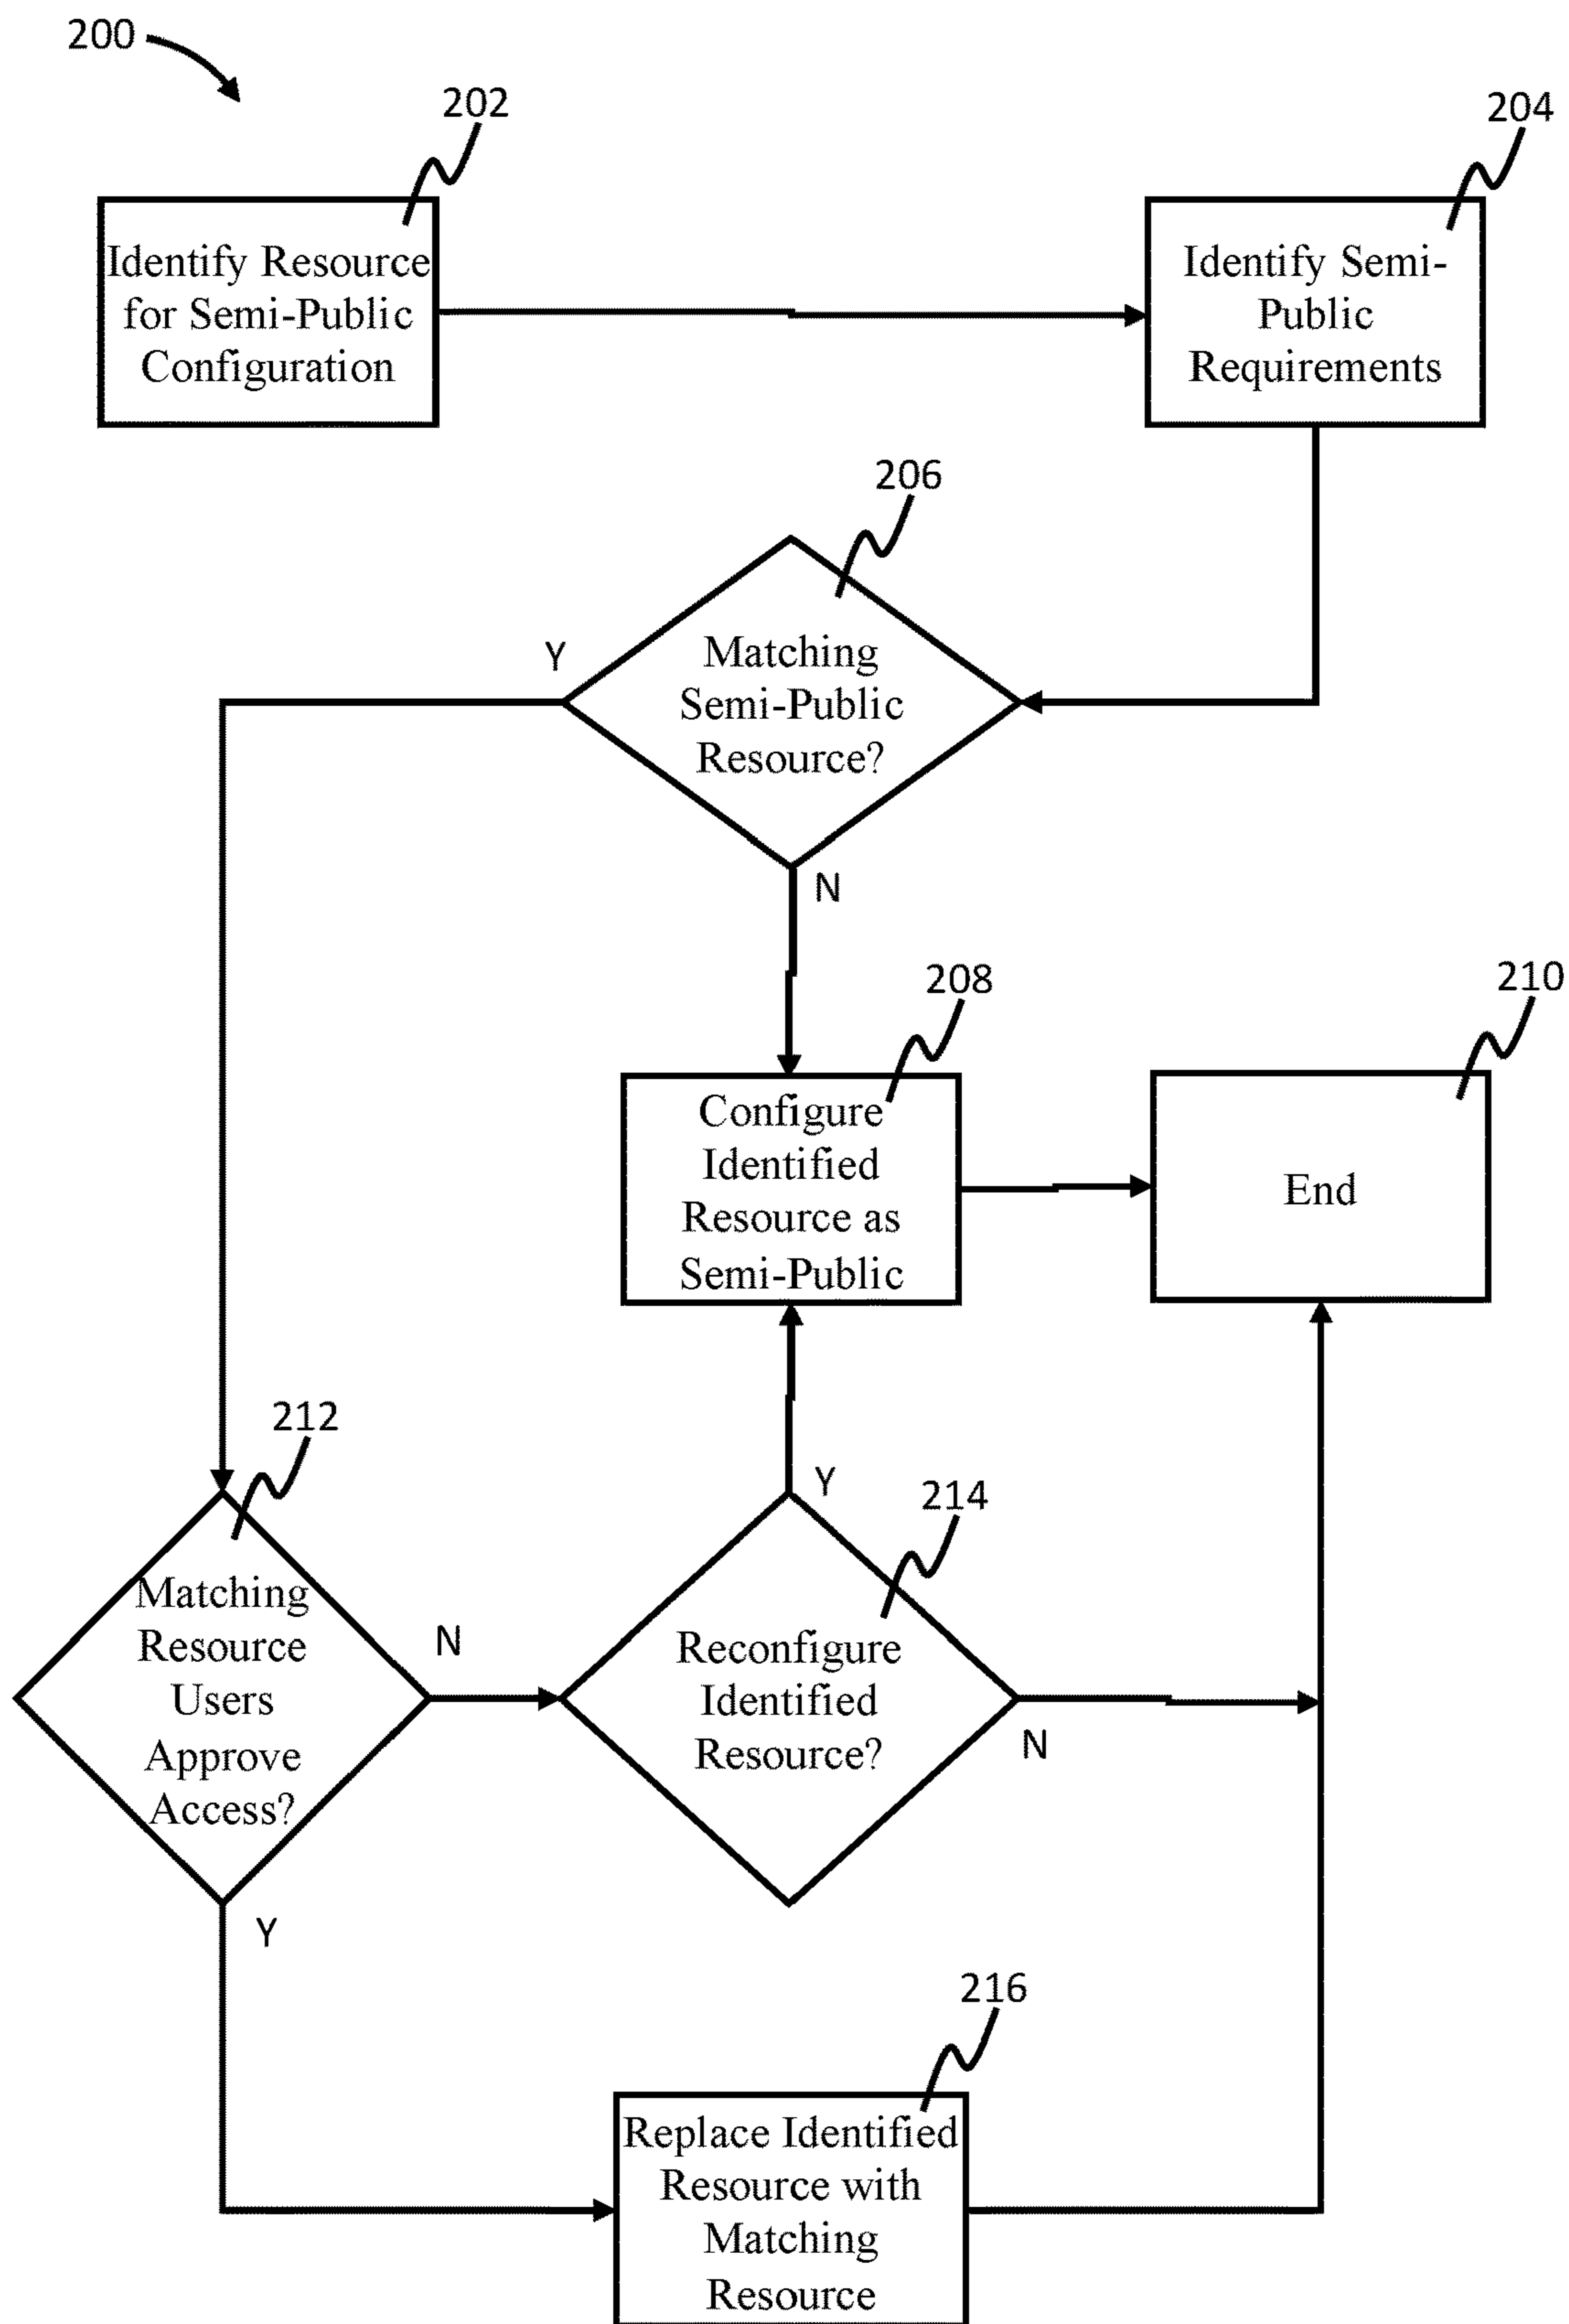 200
202
Identify Resource
for Semi-Public
Configuration
204
Identify Semi-
Public
Requirements
206
Matching
Semi-Public
Resource?
Y
N
208
Configure
Identified
Resource as
Semi-Public
210
End
212
Matching
Resource
Users
Approve
Access?
N
Y
214
Reconfigure
Identified
Resource?
Y
N
216
Replace Identified
Resource with
Matching
Resource